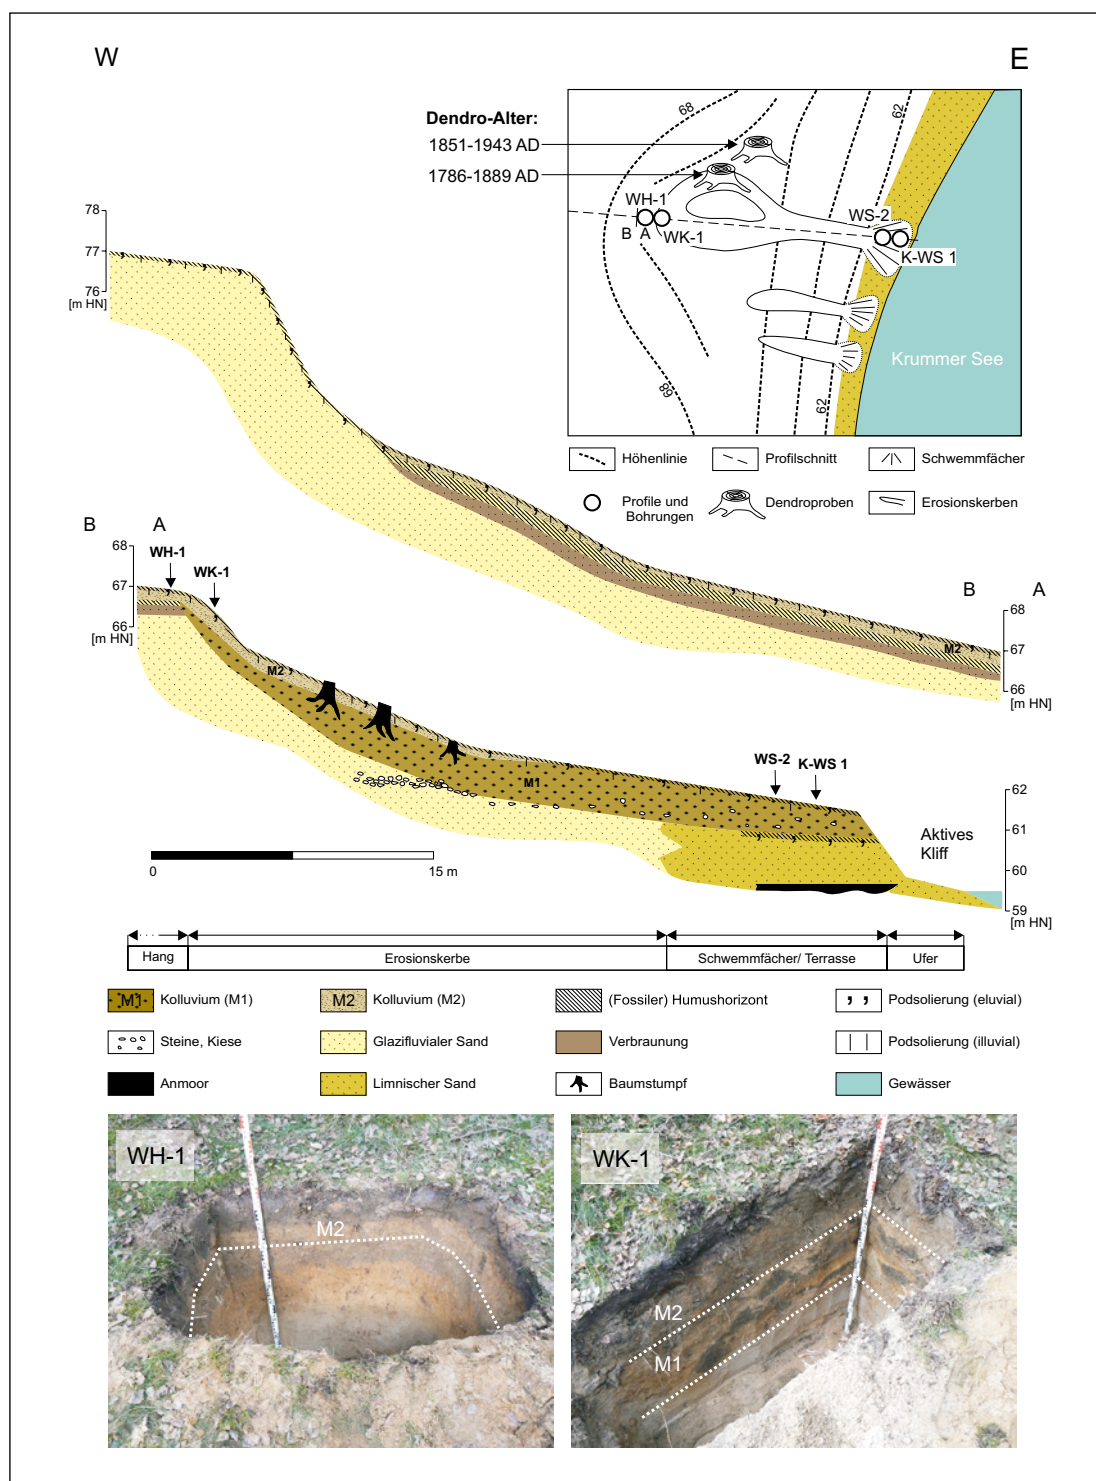 W
E
Dendro-Alter:
1851-1943 AD
1786-1889 AD
68
62
WH-1
B A
WK-1
WS-2
K-WS 1
Krummer See
68
62
Höhenlinie
Profilschnitt
Schwemmfächer
Profile und
Bohrungen
Dendroproben
Erosionskerben
78
77
76
[m HN]
B A
68
67
66
[m HN]
M2
B A
68
67
66
[m HN]
WH-1
WK-1
M2
M1
WS-2
K-WS 1
Aktives
Kliff
62
61
60
59
[m HN]
0 15 m
Hang
Erosionskerbe
Schwemmfächer/ Terrasse
Ufer
M1 Kolluvium (M1)
M2 Kolluvium (M2)
(Fossiler) Humushorizont
Podsolierung (eluvial)
Steine, Kiese
Glazifluvialer Sand
Verbraunung
Podsolierung (illuvial)
Anmoor
Limnischer Sand
Baumstumpf
Gewässer
WH-1
M2
WK-1
M2
M1